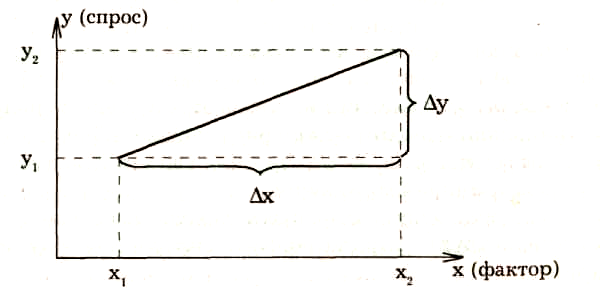 y (спрос)
y₂
Δy
y₁
Δx
x₁
x₂
x (фактор)